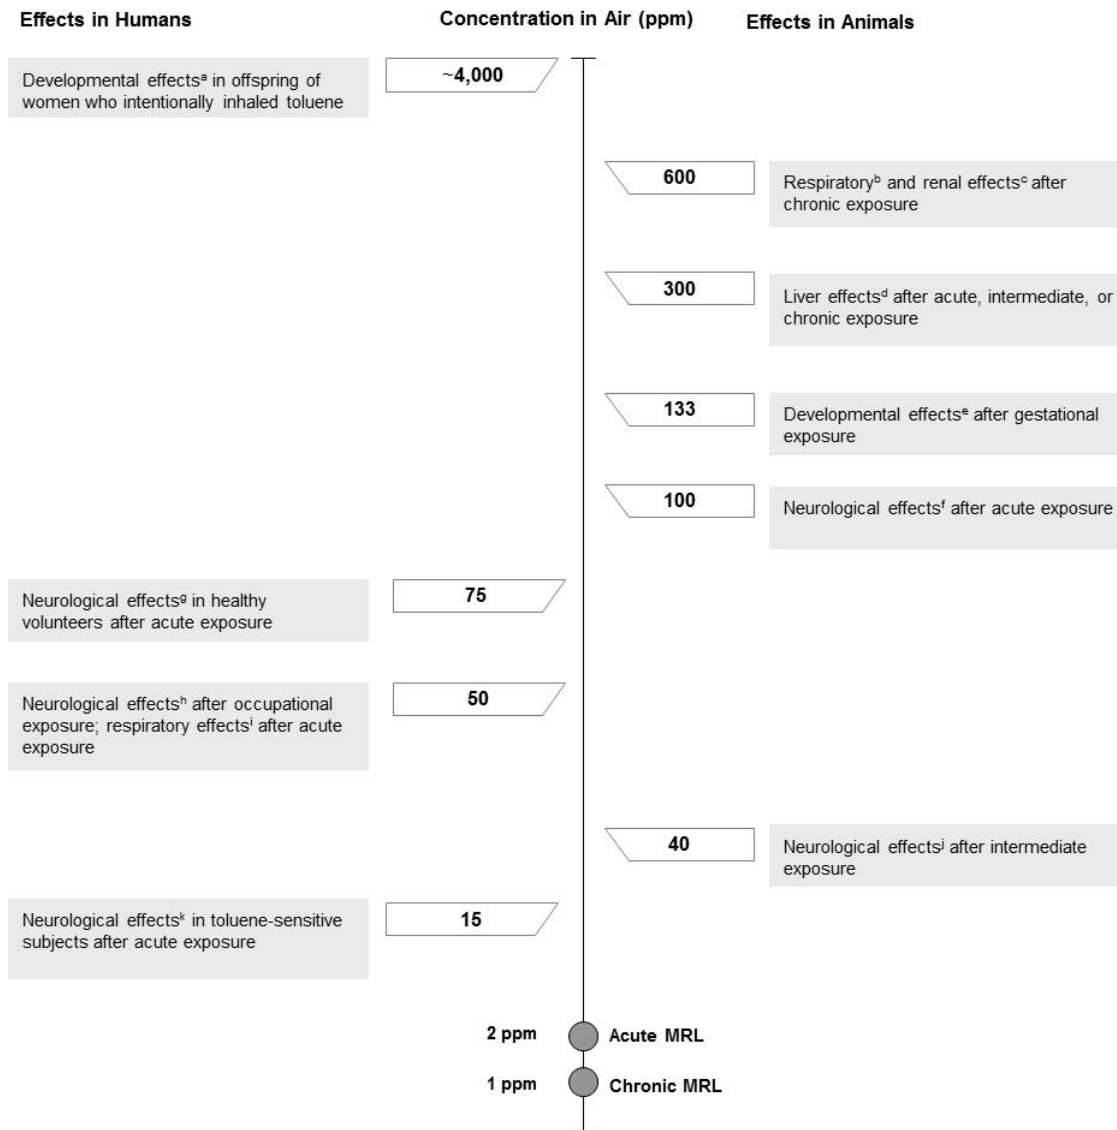 Effects in Humans
Concentration in Air (ppm)
Effects in Animals
Developmental effectsᵃ in offspring of
women who intentionally inhaled toluene
~4,000
600
Respiratoryᵇ and renal effectsᶜ after
chronic exposure
300
Liver effectsᵈ after acute, intermediate, or
chronic exposure
133
Developmental effectsᵉ after gestational
exposure
100
Neurological effectsᶠ after acute exposure
Neurological effectsᵍ in healthy
volunteers after acute exposure
75
Neurological effectsʰ after occupational
exposure; respiratory effectsⁱ after acute
exposure
50
40
Neurological effectsʲ after intermediate
exposure
Neurological effectsᵏ in toluene-sensitive
subjects after acute exposure
15
2 ppm
Acute MRL
1 ppm
Chronic MRL